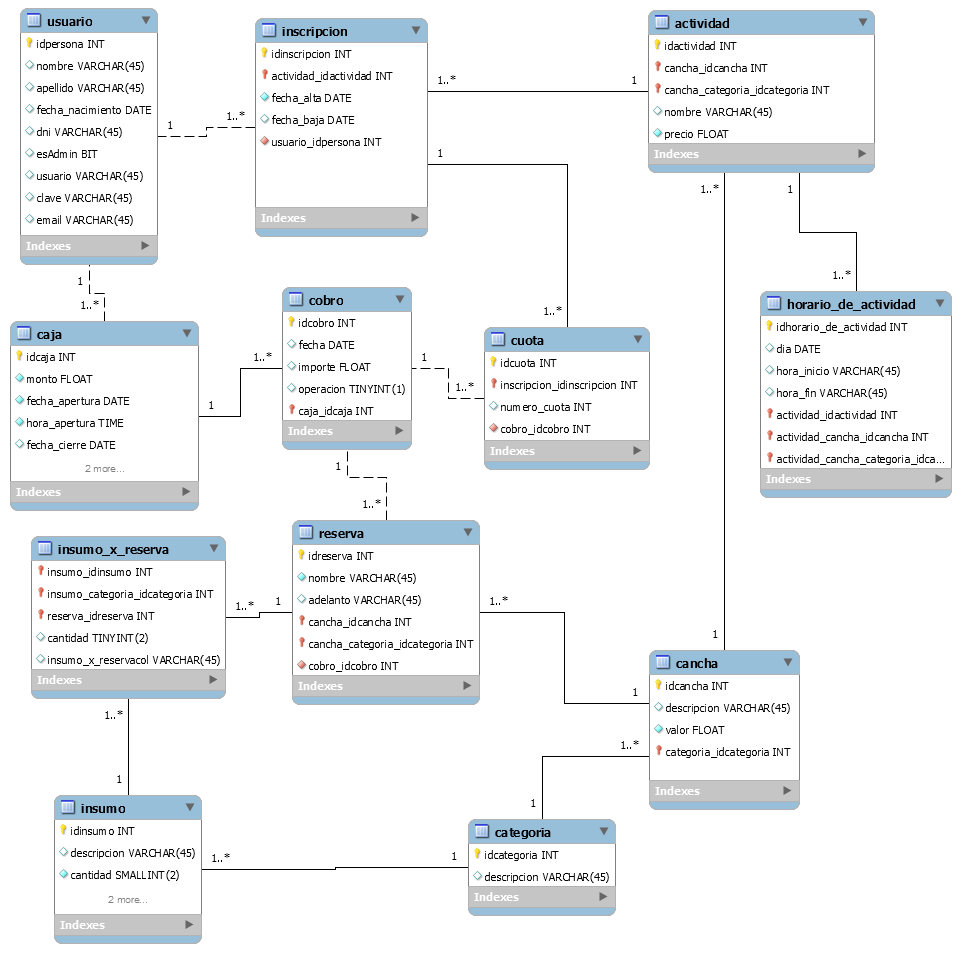 usuario
idpersona INT
nombre VARCHAR(45)
apellido VARCHAR(45)
fecha_nacimiento DATE
dni VARCHAR(45)
esAdmin BIT
usuario VARCHAR(45)
clave VARCHAR(45)
email VARCHAR(45)
Indexes
1
1..*
inscripcion
idinscripcion INT
actividad_idactividad INT
fecha_alta DATE
fecha_baja DATE
usuario_idpersona INT
Indexes
1..*
1
actividad
idactividad INT
cancha_idcancha INT
cancha_categoria_idcategoria INT
nombre VARCHAR(45)
precio FLOAT
Indexes
1
1..*
1..*
1
1
1..*
horario_de_actividad
idhorario_de_actividad INT
dia DATE
hora_inicio VARCHAR(45)
hora_fin VARCHAR(45)
actividad_idactividad INT
actividad_cancha_idcancha INT
actividad_cancha_categoria_idca...
Indexes
1
1..*
caja
idcaja INT
monto FLOAT
fecha_apertura DATE
hora_apertura TIME
fecha_cierre DATE
2 more...
Indexes
1
1..*
cobro
idcobro INT
fecha DATE
importe FLOAT
operacion TINYINT(1)
caja_idcaja INT
Indexes
1
1..*
cuota
idcuota INT
inscripcion_idinscripcion INT
numero_cuota INT
cobro_idcobro INT
Indexes
1
1..*
insumo_x_reserva
insumo_idinsumo INT
insumo_categoria_idcategoria INT
reserva_idreserva INT
cantidad TINYINT(2)
insumo_x_reservacol VARCHAR(45)
Indexes
1..*
1
reserva
idreserva INT
nombre VARCHAR(45)
adelanto VARCHAR(45)
cancha_idcancha INT
cancha_categoria_idcategoria INT
cobro_idcobro INT
Indexes
1..*
1
cancha
idcancha INT
descripcion VARCHAR(45)
valor FLOAT
categoria_idcategoria INT
Indexes
1..*
1
1..*
1
insumo
idinsumo INT
descripcion VARCHAR(45)
cantidad SMALLINT(2)
2 more...
Indexes
1..*
1
categoria
idcategoria INT
descripcion VARCHAR(45)
Indexes